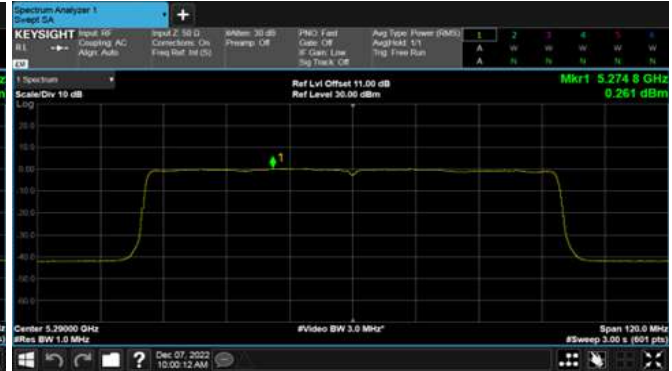 Spectrum Analyzer 1
Swept SA
+
KEYSIGHT Input: RF Input Z: 50 Ω #Atten: 30 dB PNO: Fast Avg Type: Power (RMS) 1 2 3 4 5 6
RL Coupling: AC Corrections: On Preamp: Off Gate: Off Avg|Hold: 1/1 A W W W W W
Align: Auto Freq Ref: Int (S) IF Gain: Low Trig: Free Run
LXI Sig Track: Off A N N N N N
1 Spectrum Ref Lvl Offset 11.00 dB Mkr1 5.274 8 GHz
Scale/Div 10 dB Ref Level 30.00 dBm 0.261 dBm
Log
20.0
10.0
1
0.00
-10.0
-20.0
-30.0
-40.0
-50.0
-60.0
Center 5.29000 GHz #Video BW 3.0 MHz* Span 120.0 MHz
#Res BW 1.0 MHz #Sweep 3.00 s (601 pts)
? Dec 07, 2022
10:00:12 AM